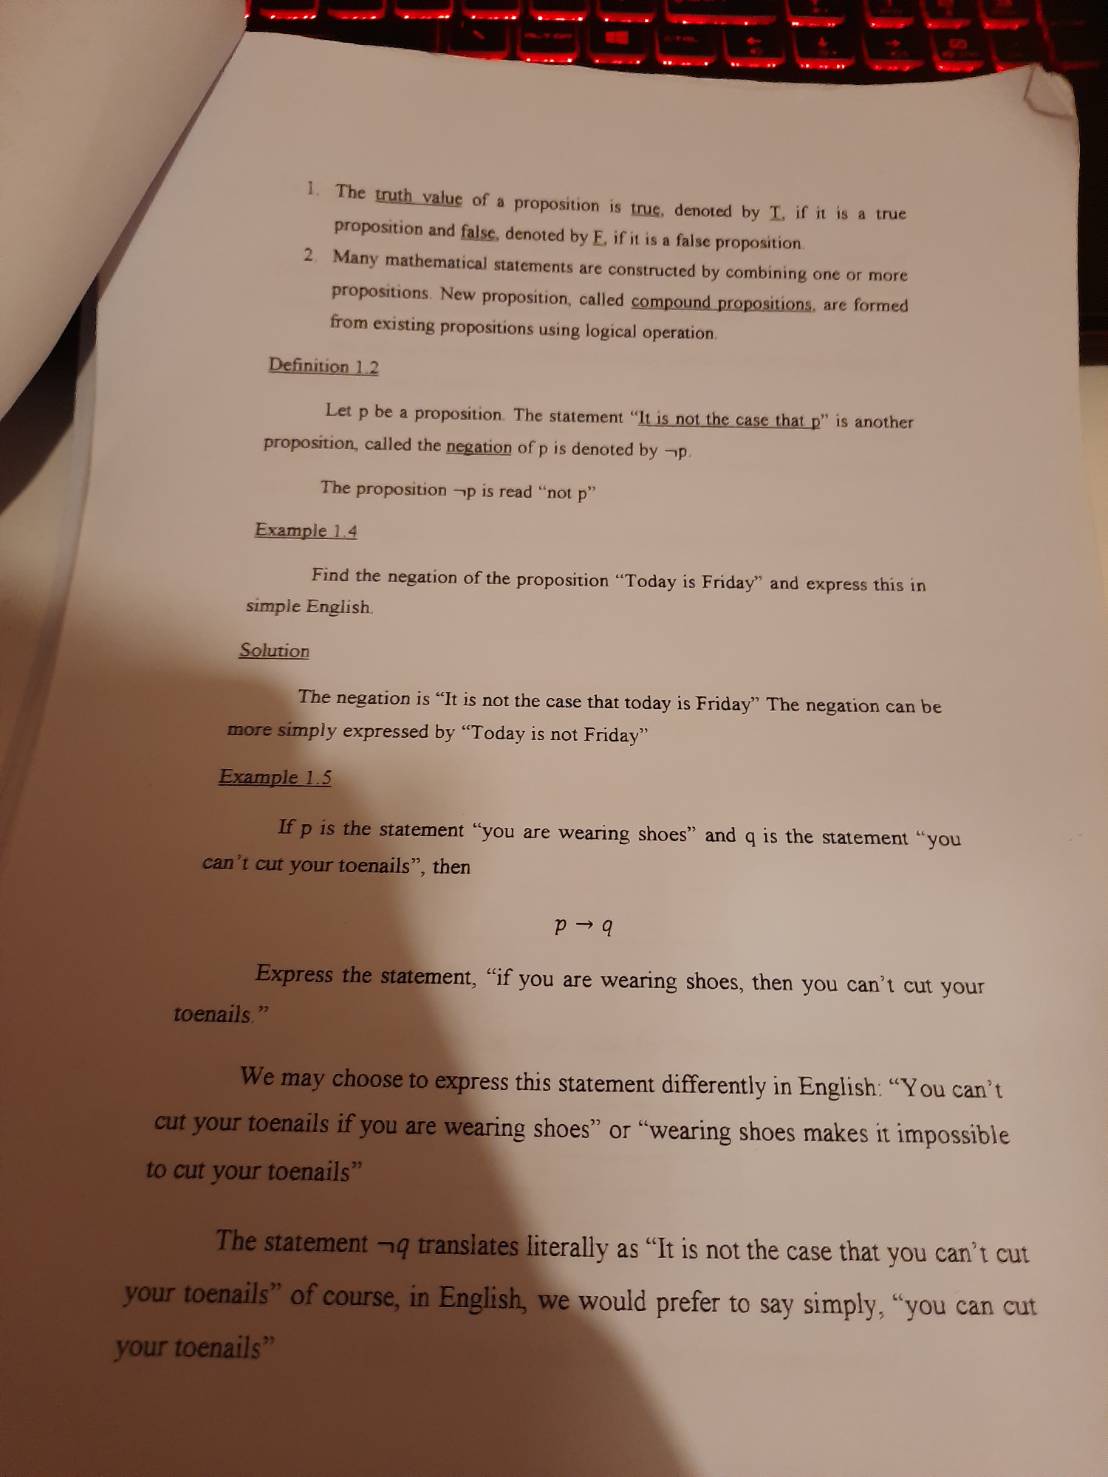 1. The truth value of a proposition is true, denoted by T, if it is a true
proposition and false, denoted by F, if it is a false proposition.
2. Many mathematical statements are constructed by combining one or more
propositions. New proposition, called compound propositions, are formed
from existing propositions using logical operation.
Definition 1.2
Let p be a proposition. The statement “It is not the case that p” is another
proposition, called the negation of p is denoted by ¬p.
The proposition ¬p is read “not p”
Example 1.4
Find the negation of the proposition “Today is Friday” and express this in
simple English.
Solution
The negation is “It is not the case that today is Friday” The negation can be
more simply expressed by “Today is not Friday”
Example 1.5
If p is the statement “you are wearing shoes” and q is the statement “you
can’t cut your toenails”, then
p → q
Express the statement, “if you are wearing shoes, then you can’t cut your
toenails.”
We may choose to express this statement differently in English: “You can’t
cut your toenails if you are wearing shoes” or “wearing shoes makes it impossible
to cut your toenails”
The statement ¬q translates literally as “It is not the case that you can’t cut
your toenails” of course, in English, we would prefer to say simply, “you can cut
your toenails”